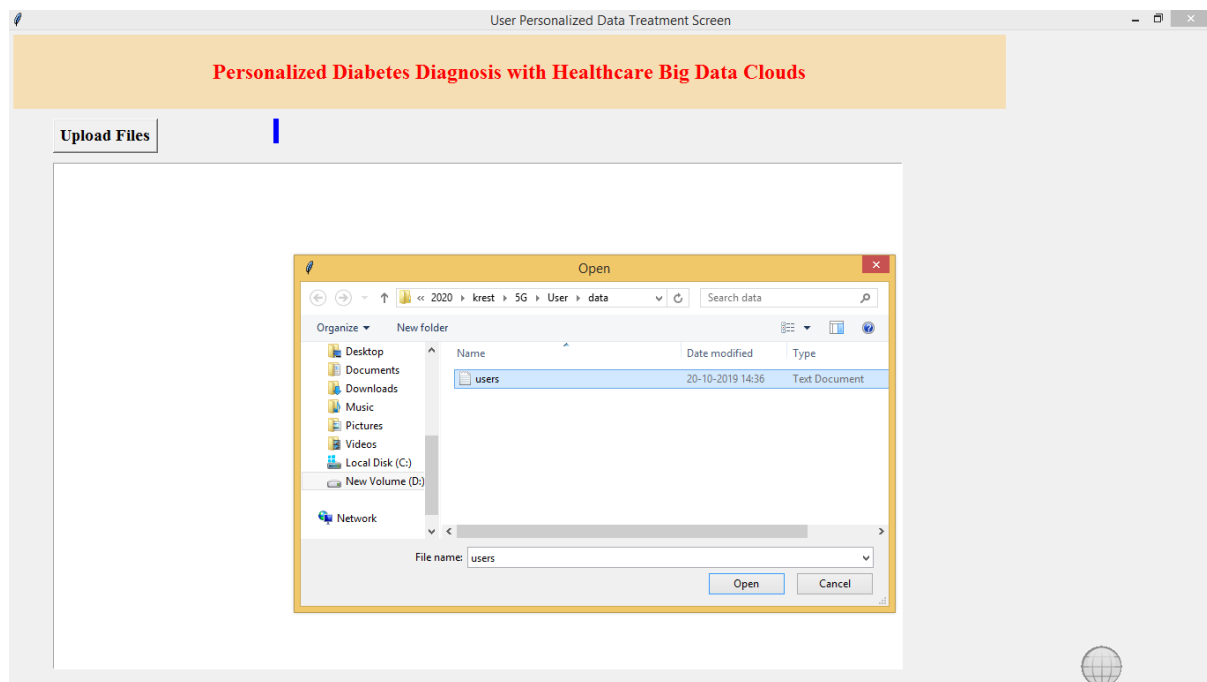 User Personalized Data Treatment Screen
Personalized Diabetes Diagnosis with Healthcare Big Data Clouds
Upload Files
Open
« 2020 krest 5G User data
Search data
Organize
New folder
Desktop
Documents
Downloads
Music
Pictures
Videos
Local Disk (C:)
New Volume (D:)
Network
Name Date modified Type
users 20-10-2019 14:36 Text Document
File name: users
Open Cancel